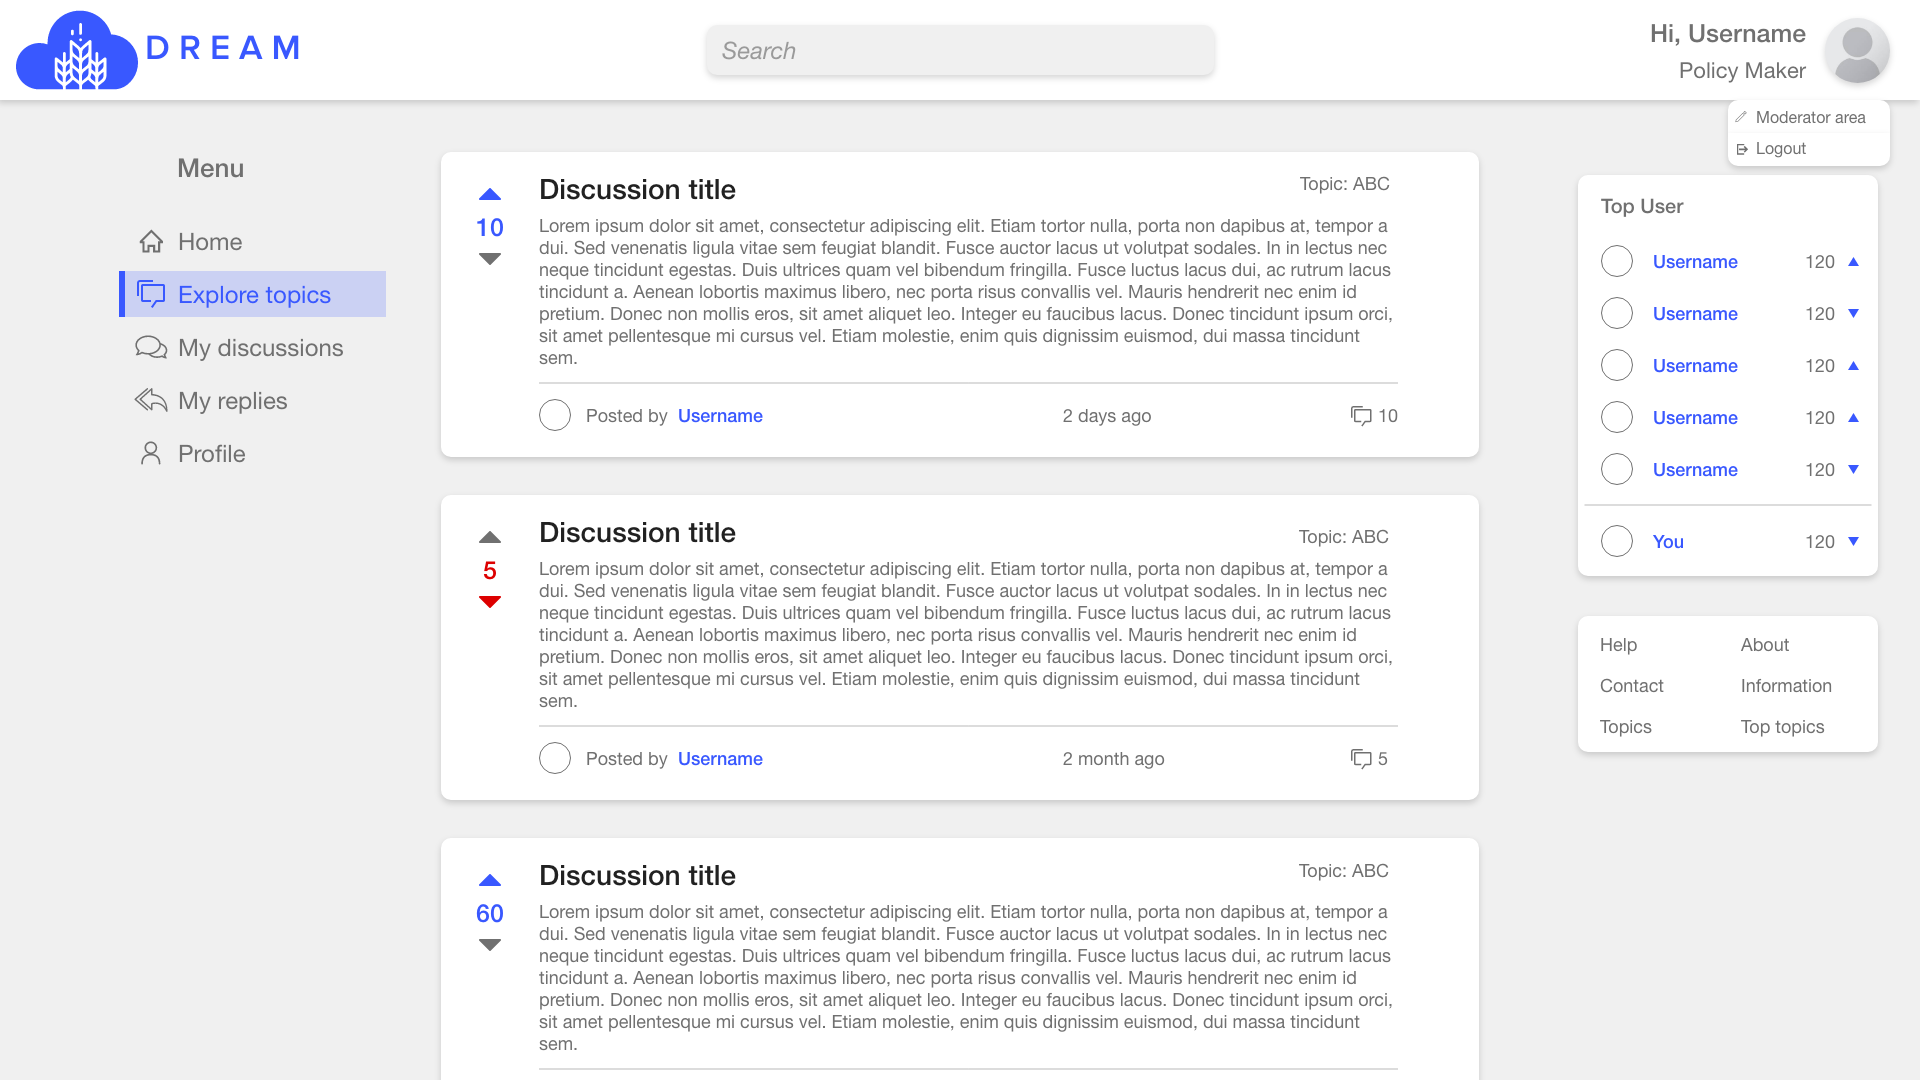 DREAM
Search
Hi, Username
Policy Maker
Moderator area
Logout
Menu
Home
Explore topics
My discussions
My replies
Profile
10
Discussion title
Topic: ABC
Lorem ipsum dolor sit amet, consectetur adipiscing elit. Etiam tortor nulla, porta non dapibus at, tempor a
dui. Sed venenatis ligula vitae sem feugiat blandit. Fusce auctor lacus ut volutpat sodales. In in lectus nec
neque tincidunt egestas. Duis ultrices quam vel bibendum fringilla. Fusce luctus lacus dui, ac rutrum lacus
tincidunt a. Aenean lobortis maximus libero, nec porta risus convallis vel. Mauris hendrerit nec enim id
pretium. Donec non mollis eros, sit amet aliquet leo. Integer eu faucibus lacus. Donec tincidunt ipsum orci,
sit amet pellentesque mi cursus vel. Etiam molestie, enim quis dignissim euismod, dui massa tincidunt
sem.
Posted by Username
2 days ago
10
5
Discussion title
Topic: ABC
Lorem ipsum dolor sit amet, consectetur adipiscing elit. Etiam tortor nulla, porta non dapibus at, tempor a
dui. Sed venenatis ligula vitae sem feugiat blandit. Fusce auctor lacus ut volutpat sodales. In in lectus nec
neque tincidunt egestas. Duis ultrices quam vel bibendum fringilla. Fusce luctus lacus dui, ac rutrum lacus
tincidunt a. Aenean lobortis maximus libero, nec porta risus convallis vel. Mauris hendrerit nec enim id
pretium. Donec non mollis eros, sit amet aliquet leo. Integer eu faucibus lacus. Donec tincidunt ipsum orci,
sit amet pellentesque mi cursus vel. Etiam molestie, enim quis dignissim euismod, dui massa tincidunt
sem.
Posted by Username
2 month ago
5
60
Discussion title
Topic: ABC
Lorem ipsum dolor sit amet, consectetur adipiscing elit. Etiam tortor nulla, porta non dapibus at, tempor a
dui. Sed venenatis ligula vitae sem feugiat blandit. Fusce auctor lacus ut volutpat sodales. In in lectus nec
neque tincidunt egestas. Duis ultrices quam vel bibendum fringilla. Fusce luctus lacus dui, ac rutrum lacus
tincidunt a. Aenean lobortis maximus libero, nec porta risus convallis vel. Mauris hendrerit nec enim id
pretium. Donec non mollis eros, sit amet aliquet leo. Integer eu faucibus lacus. Donec tincidunt ipsum orci,
sit amet pellentesque mi cursus vel. Etiam molestie, enim quis dignissim euismod, dui massa tincidunt
sem.
Top User
Username 120
Username 120
Username 120
Username 120
Username 120
You 120
Help About
Contact Information
Topics Top topics